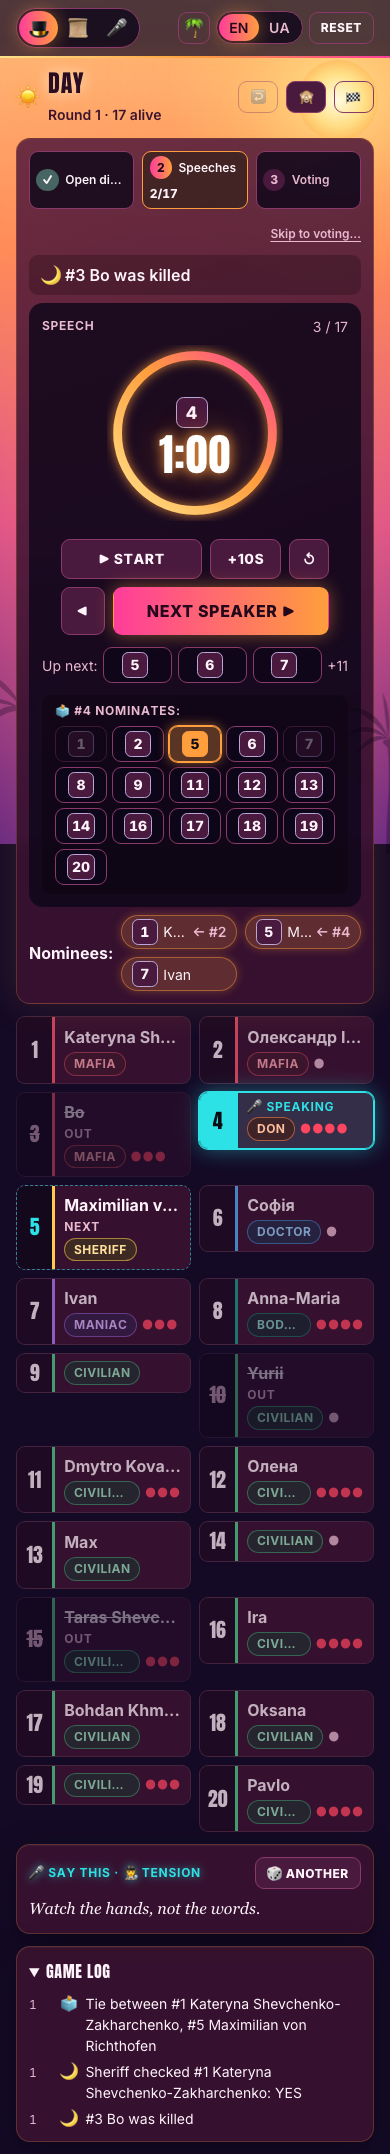 EN UA RESET
DAY
Round 1 · 17 alive
Open di...
2 Speeches
2/17
3 Voting
Skip to voting...
#3 Bo was killed
SPEECH 3 / 17
4
1:00
START +10S
NEXT SPEAKER
Up next: 5 6 7 +11
#4 NOMINATES:
1 2 5 6 7
8 9 11 12 13
14 16 17 18 19
20
Nominees: 1 K... ← #2 5 M... ← #4
7 Ivan
1 Kateryna Sh... MAFIA
2 Олександр І... MAFIA
3 Bo OUT MAFIA
4 SPEAKING DON
5 Maximilian v... NEXT SHERIFF
6 Софія DOCTOR
7 Ivan MANIAC
8 Anna-Maria BOD...
9 CIVILIAN
10 Yurii OUT CIVILIAN
11 Dmytro Kova... CIVILI...
12 Олена CIVI...
13 Max CIVILIAN
14 CIVILIAN
15 Taras Shevc... OUT CIVILI...
16 Ira CIVI...
17 Bohdan Khm... CIVILIAN
18 Oksana CIVILIAN
19 CIVILI...
20 Pavlo CIVI...
SAY THIS · TENSION ANOTHER
Watch the hands, not the words.
GAME LOG
1 Tie between #1 Kateryna Shevchenko-
Zakharchenko, #5 Maximilian von
Richthofen
1 Sheriff checked #1 Kateryna
Shevchenko-Zakharchenko: YES
1 #3 Bo was killed